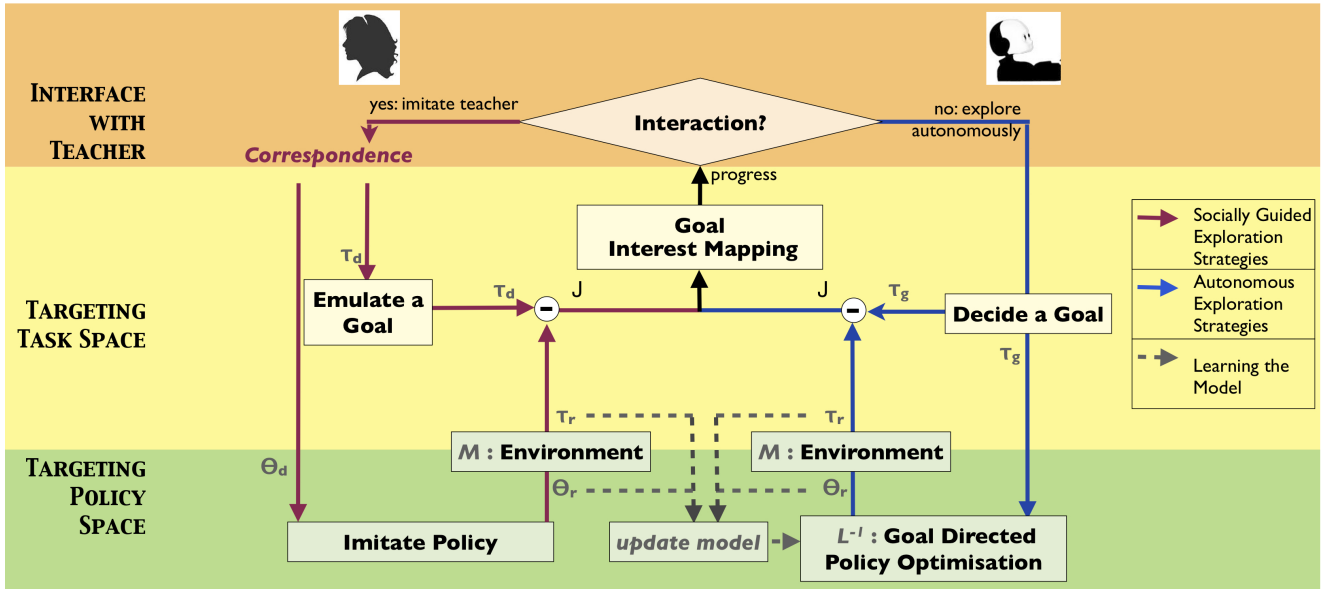 INTERFACE
WITH
TEACHER
yes: imitate teacher
Interaction?
no: explore
autonomously
Correspondence
progress
Goal
Interest Mapping
Socially Guided
Exploration
Strategies
Autonomous
Exploration
Strategies
Learning the
Model
TARGETING
TASK SPACE
τd
Emulate a
Goal
τd
−
J
J
−
τg
Decide a Goal
τg
τr
τr
M : Environment
M : Environment
TARGETING
POLICY
SPACE
Θd
Θr
Θr
Imitate Policy
update model
L⁻¹ : Goal Directed
Policy Optimisation